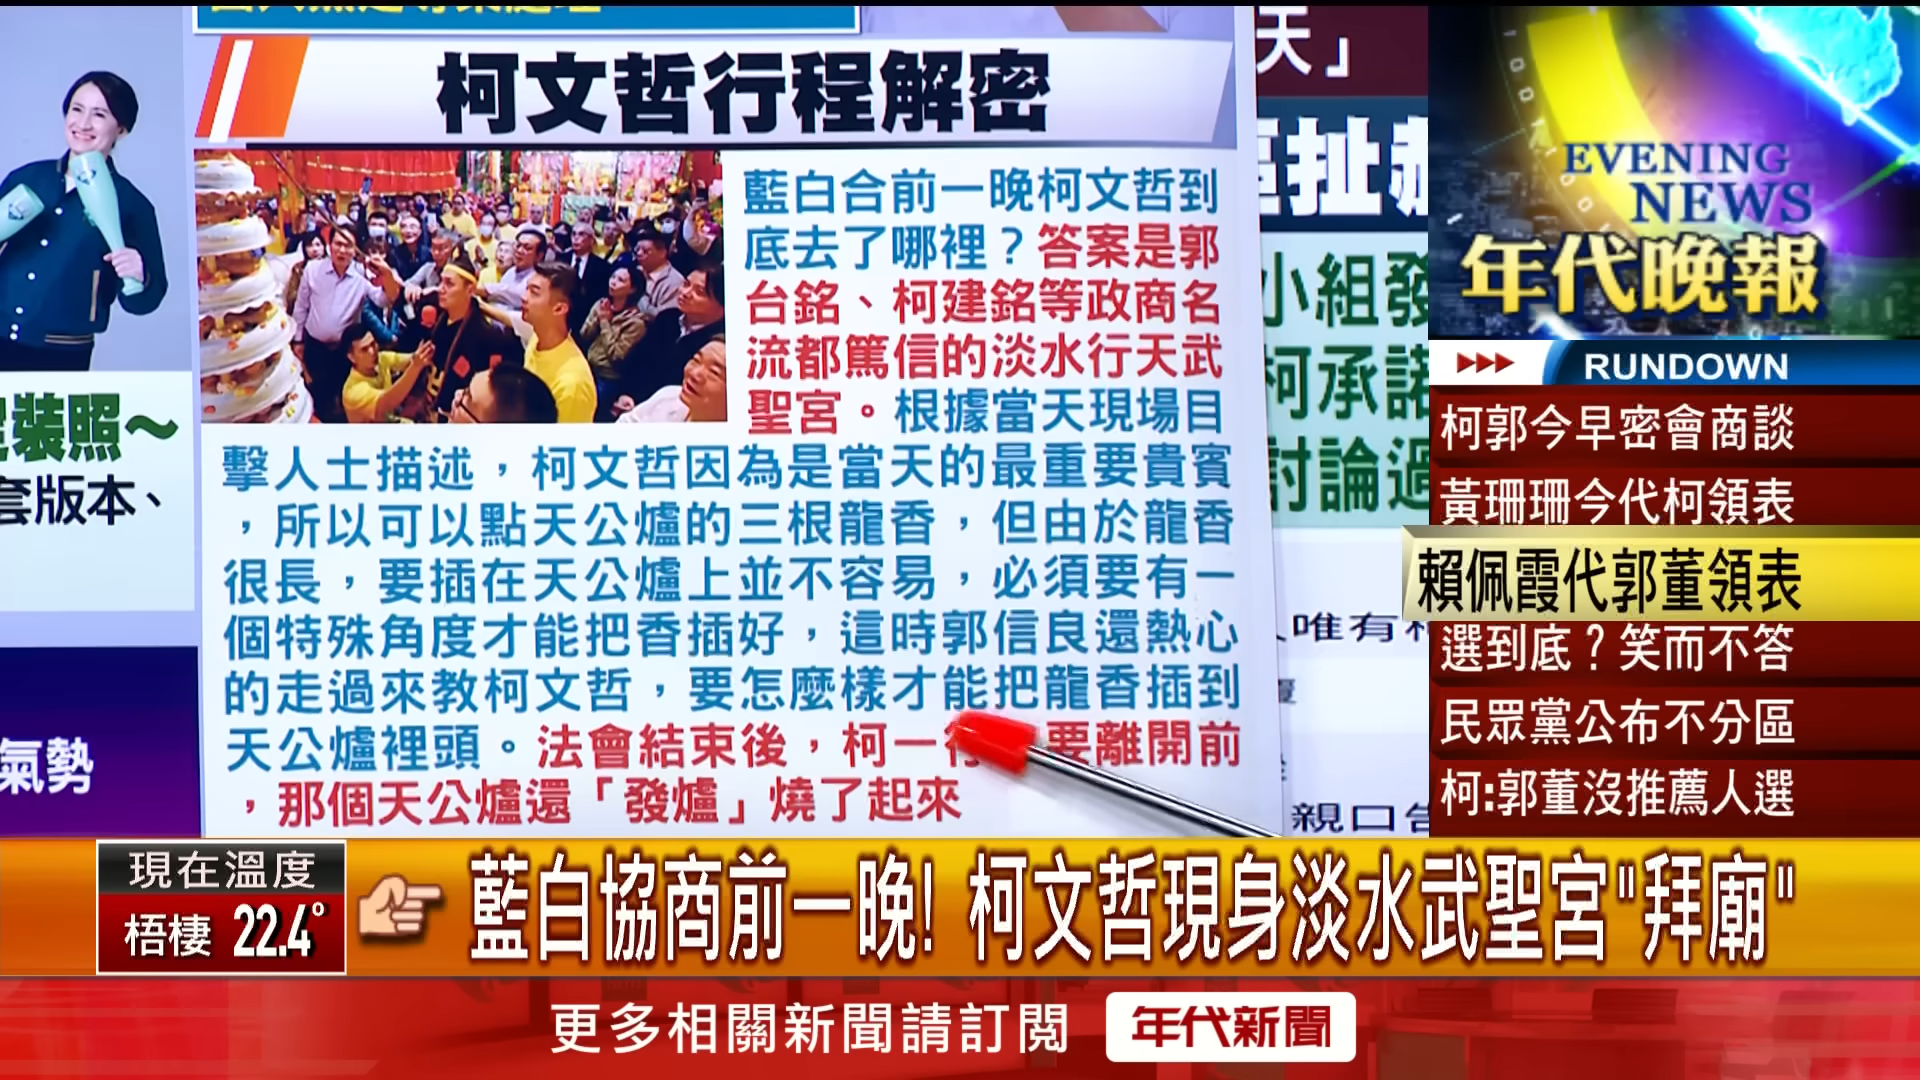 柯文哲行程解密
藍白合前一晚柯文哲到
底去了哪裡？答案是郭
台銘、柯建銘等政商名
流都篤信的淡水行天武
聖宮。根據當天現場目
擊人士描述，柯文哲因為是當天的最重要貴賓
，所以可以點天公爐的三根龍香，但由於龍香
很長，要插在天公爐上並不容易，必須要有一
個特殊角度才能把香插好，這時郭信良還熱心
的走過來教柯文哲，要怎麼樣才能把龍香插到
天公爐裡頭。法會結束後，柯一行要離開前
，那個天公爐還「發爐」燒了起來
裝照～
套版本、
氣勢
天」
扯
小組發
柯承諾
討論過
唯有
親口告
EVENING
NEWS
年代晚報
RUNDOWN
柯郭今早密會商談
黃珊珊今代柯領表
賴佩霞代郭董領表
選到底？笑而不答
民眾黨公布不分區
柯:郭董沒推薦人選
現在溫度
梧棲 22.4°
藍白協商前一晚! 柯文哲現身淡水武聖宮"拜廟"
更多相關新聞請訂閱
年代新聞